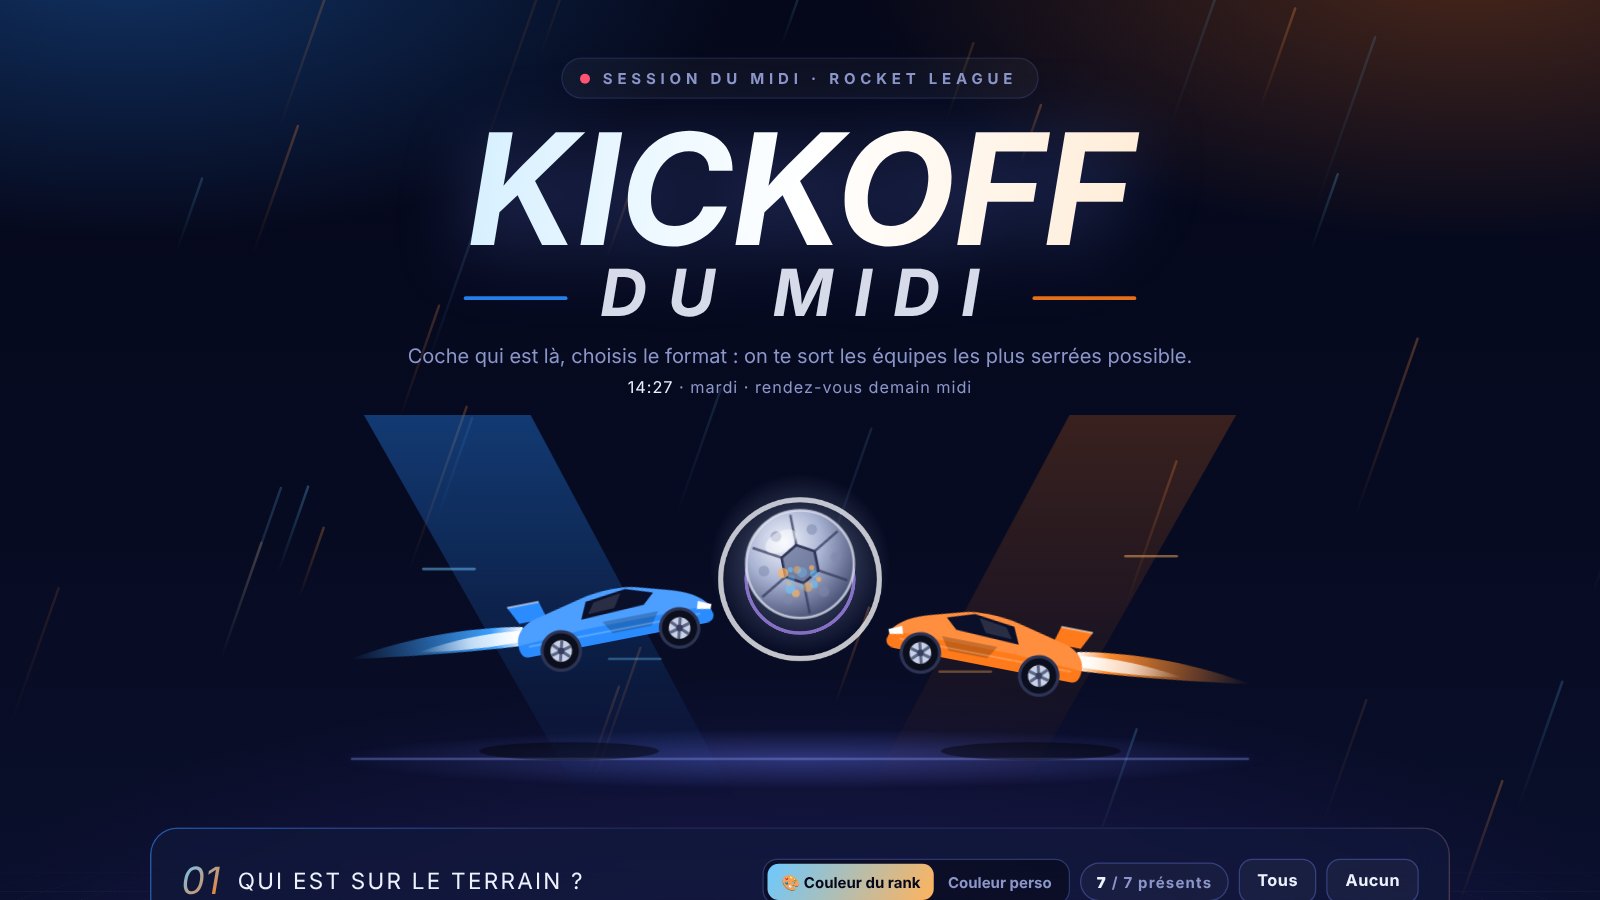 SESSION DU MIDI · ROCKET LEAGUE
KICKOFF
DU MIDI
Coche qui est là, choisis le format : on te sort les équipes les plus serrées possible.
14:27 · mardi · rendez-vous demain midi
01 QUI EST SUR LE TERRAIN ? 🎨 Couleur du rank Couleur perso 7 / 7 présents Tous Aucun